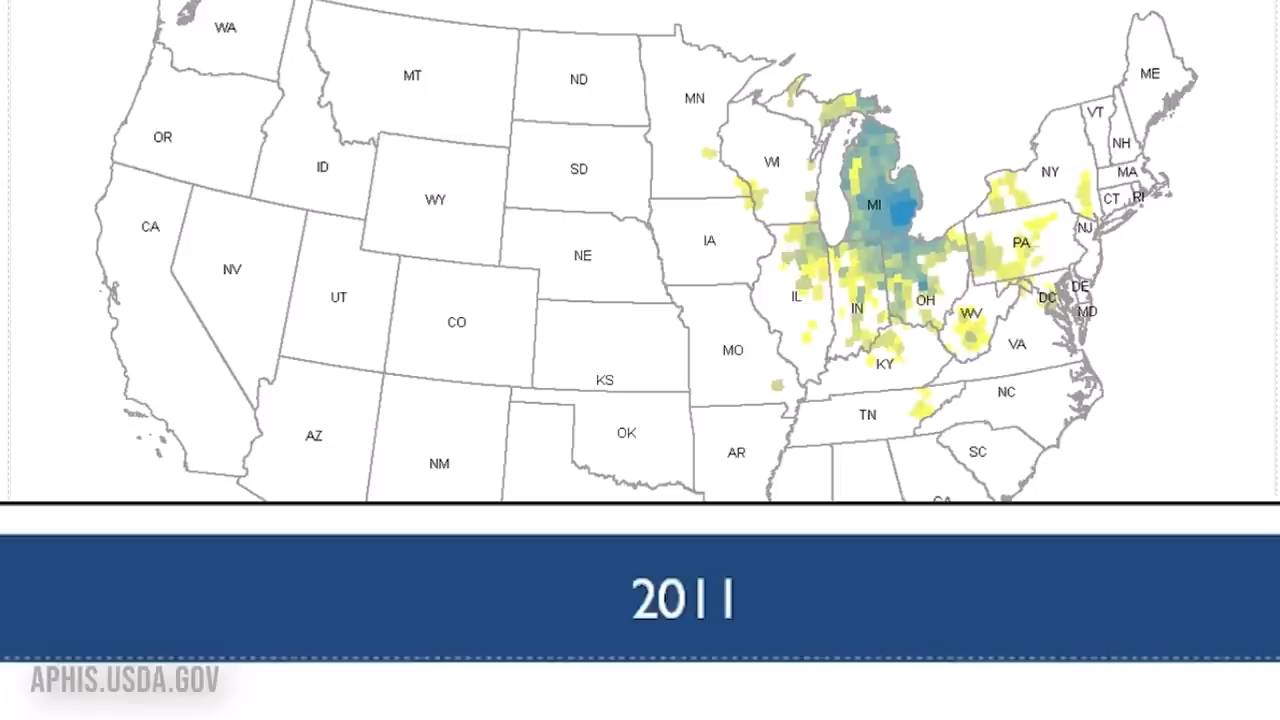 WA
MT
ND
MN
ME
OR
ID
SD
WI
VT
NH
NY
MA
WY
MI
CT
RI
CA
NV
NE
IA
PA
NJ
UT
CO
IL
IN
OH
WV
DC
DE
MD
MO
VA
KS
KY
NC
AZ
NM
OK
AR
TN
SC
GA
2011
APHIS.USDA.GOV